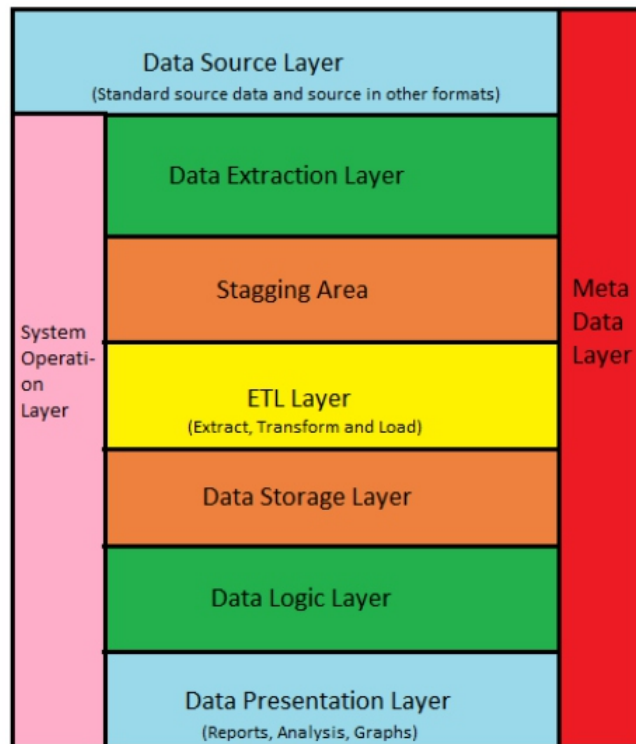 Data Source Layer
(Standard source data and source in other formats)
Data Extraction Layer
Stagging Area
Meta
Data
Layer
System
Operati-
on
Layer
ETL Layer
(Extract, Transform and Load)
Data Storage Layer
Data Logic Layer
Data Presentation Layer
(Reports, Analysis, Graphs)